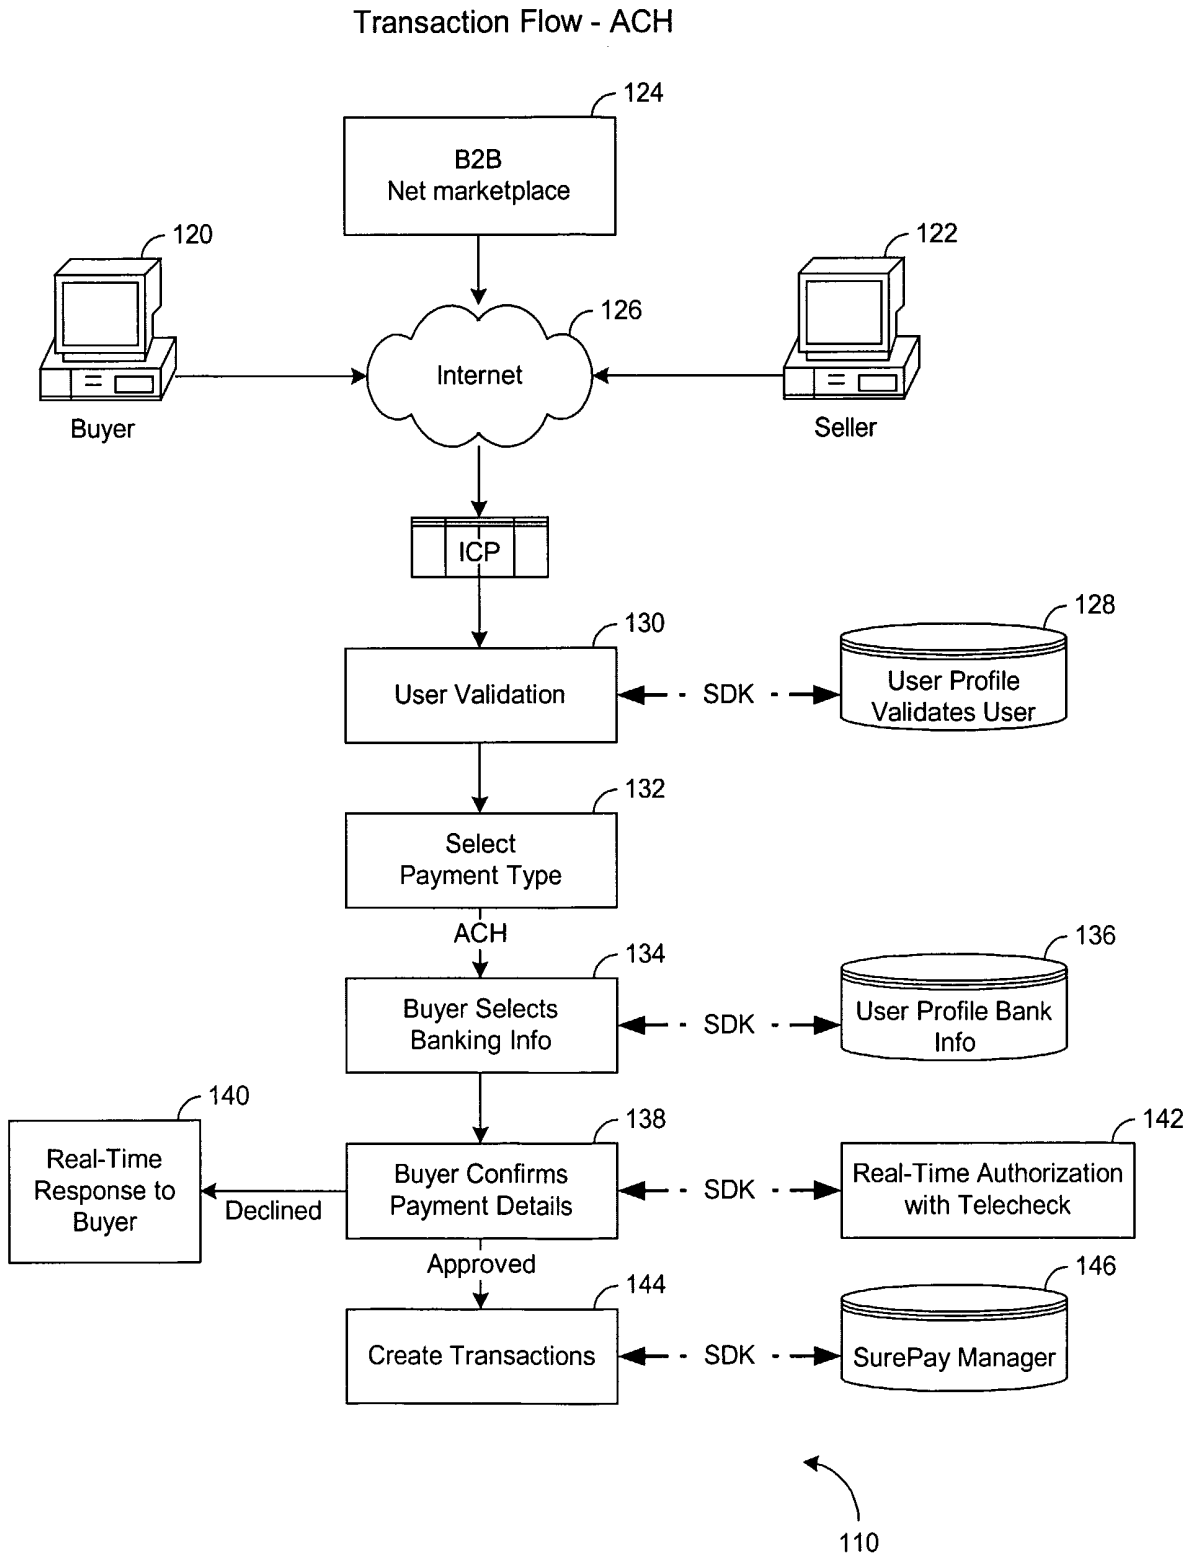 Transaction Flow - ACH
124
B2B
Net marketplace
120
122
126
Internet
Buyer
Seller
ICP
128
130
User Validation
SDK
User Profile
Validates User
132
Select
Payment Type
ACH
134
136
Buyer Selects
Banking Info
SDK
User Profile Bank
Info
140
138
142
Real-Time
Response to
Buyer
Declined
Buyer Confirms
Payment Details
SDK
Real-Time Authorization
with Telecheck
Approved
144
146
Create Transactions
SDK
SurePay Manager
110